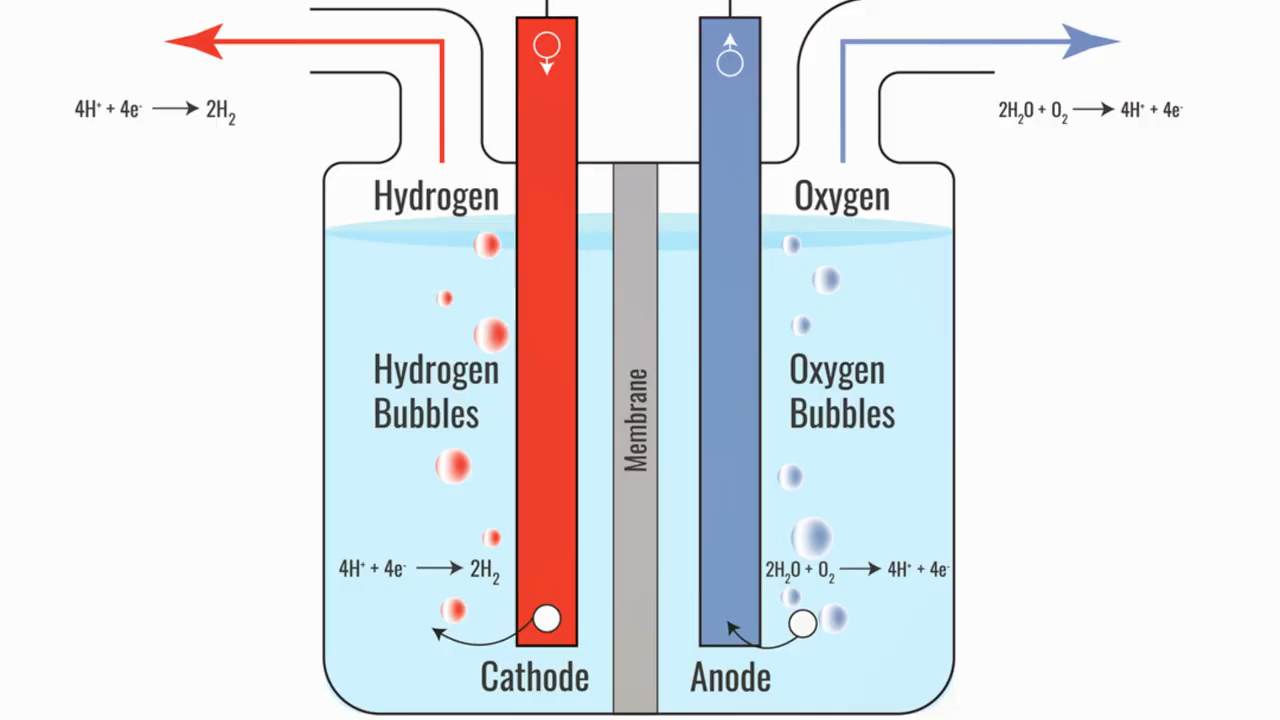 4H⁺ + 4e⁻ ⟶ 2H₂
2H₂O + O₂ ⟶ 4H⁺ + 4e⁻
Hydrogen
Oxygen
Hydrogen
Bubbles
Oxygen
Bubbles
Membrane
4H⁺ + 4e⁻ ⟶ 2H₂
2H₂O + O₂ ⟶ 4H⁺ + 4e⁻
Cathode
Anode